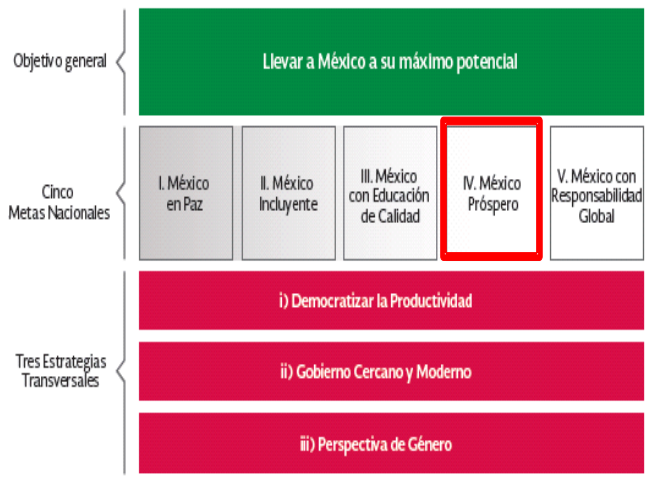 Objetivo general
Llevar a México a su máximo potencial
Cinco
Metas Nacionales
I. México
en Paz
II. México
Incluyente
III. México
con Educación
de Calidad
IV. México
Próspero
V. México con
Responsabilidad
Global
Tres Estrategias
Transversales
i) Democratizar la Productividad
ii) Gobierno Cercano y Moderno
iii) Perspectiva de Género